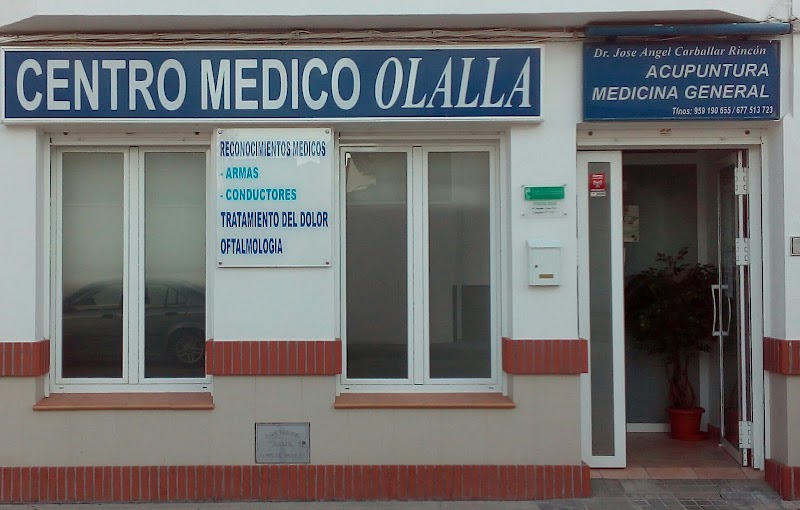 CENTRO MEDICO OLALLA
RECONOCIMIENTOS MEDICOS
- ARMAS
- CONDUCTORES
TRATAMIENTO DEL DOLOR
OFTALMOLOGIA
Dr. Jose Angel Carballar Rincón
ACUPUNTURA
MEDICINA GENERAL
Tfnos: 959 190 655 / 677 513 723